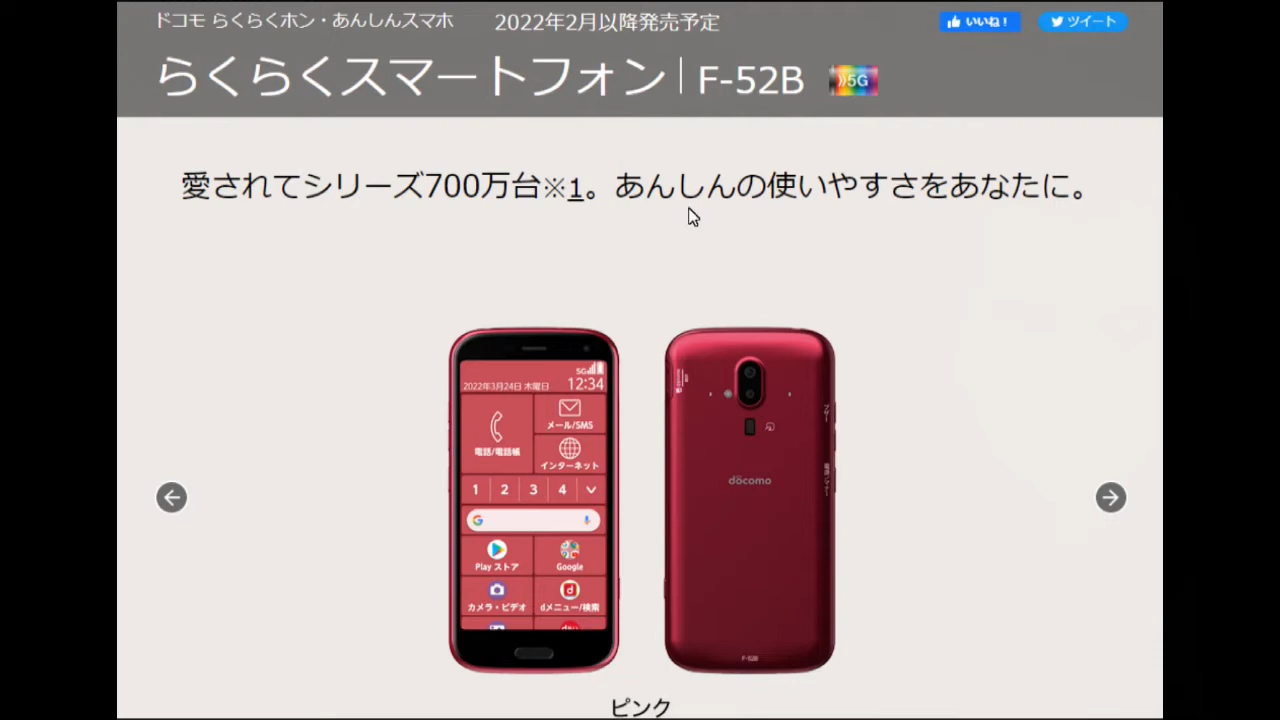 ドコモ らくらくホン・あんしんスマホ 2022年2月以降発売予定
いいね！ ツイート
らくらくスマートフォン F-52B 5G
愛されてシリーズ700万台※1。あんしんの使いやすさをあなたに。
5G
2022年3月24日 木曜日 12:34
電話/電話帳
メール/SMS
インターネット
1 2 3 4
Play ストア Google
カメラ・ビデオ dメニュー/検索
döcomo
F-52B
ピンク